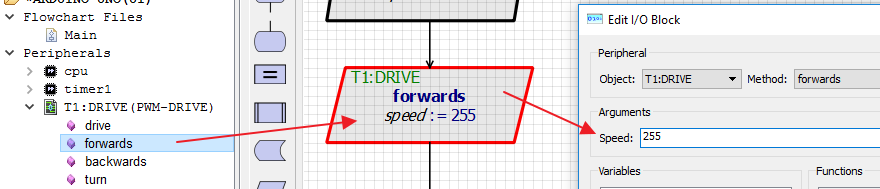 Flowchart Files
Main
Peripherals
cpu
timer1
T1:DRIVE(PWM-DRIVE)
drive
forwards
backwards
turn
T1:DRIVE
forwards
speed := 255
Edit I/O Block
Peripheral
Object: T1:DRIVE Method: forwards
Arguments
Speed: 255
Variables Functions